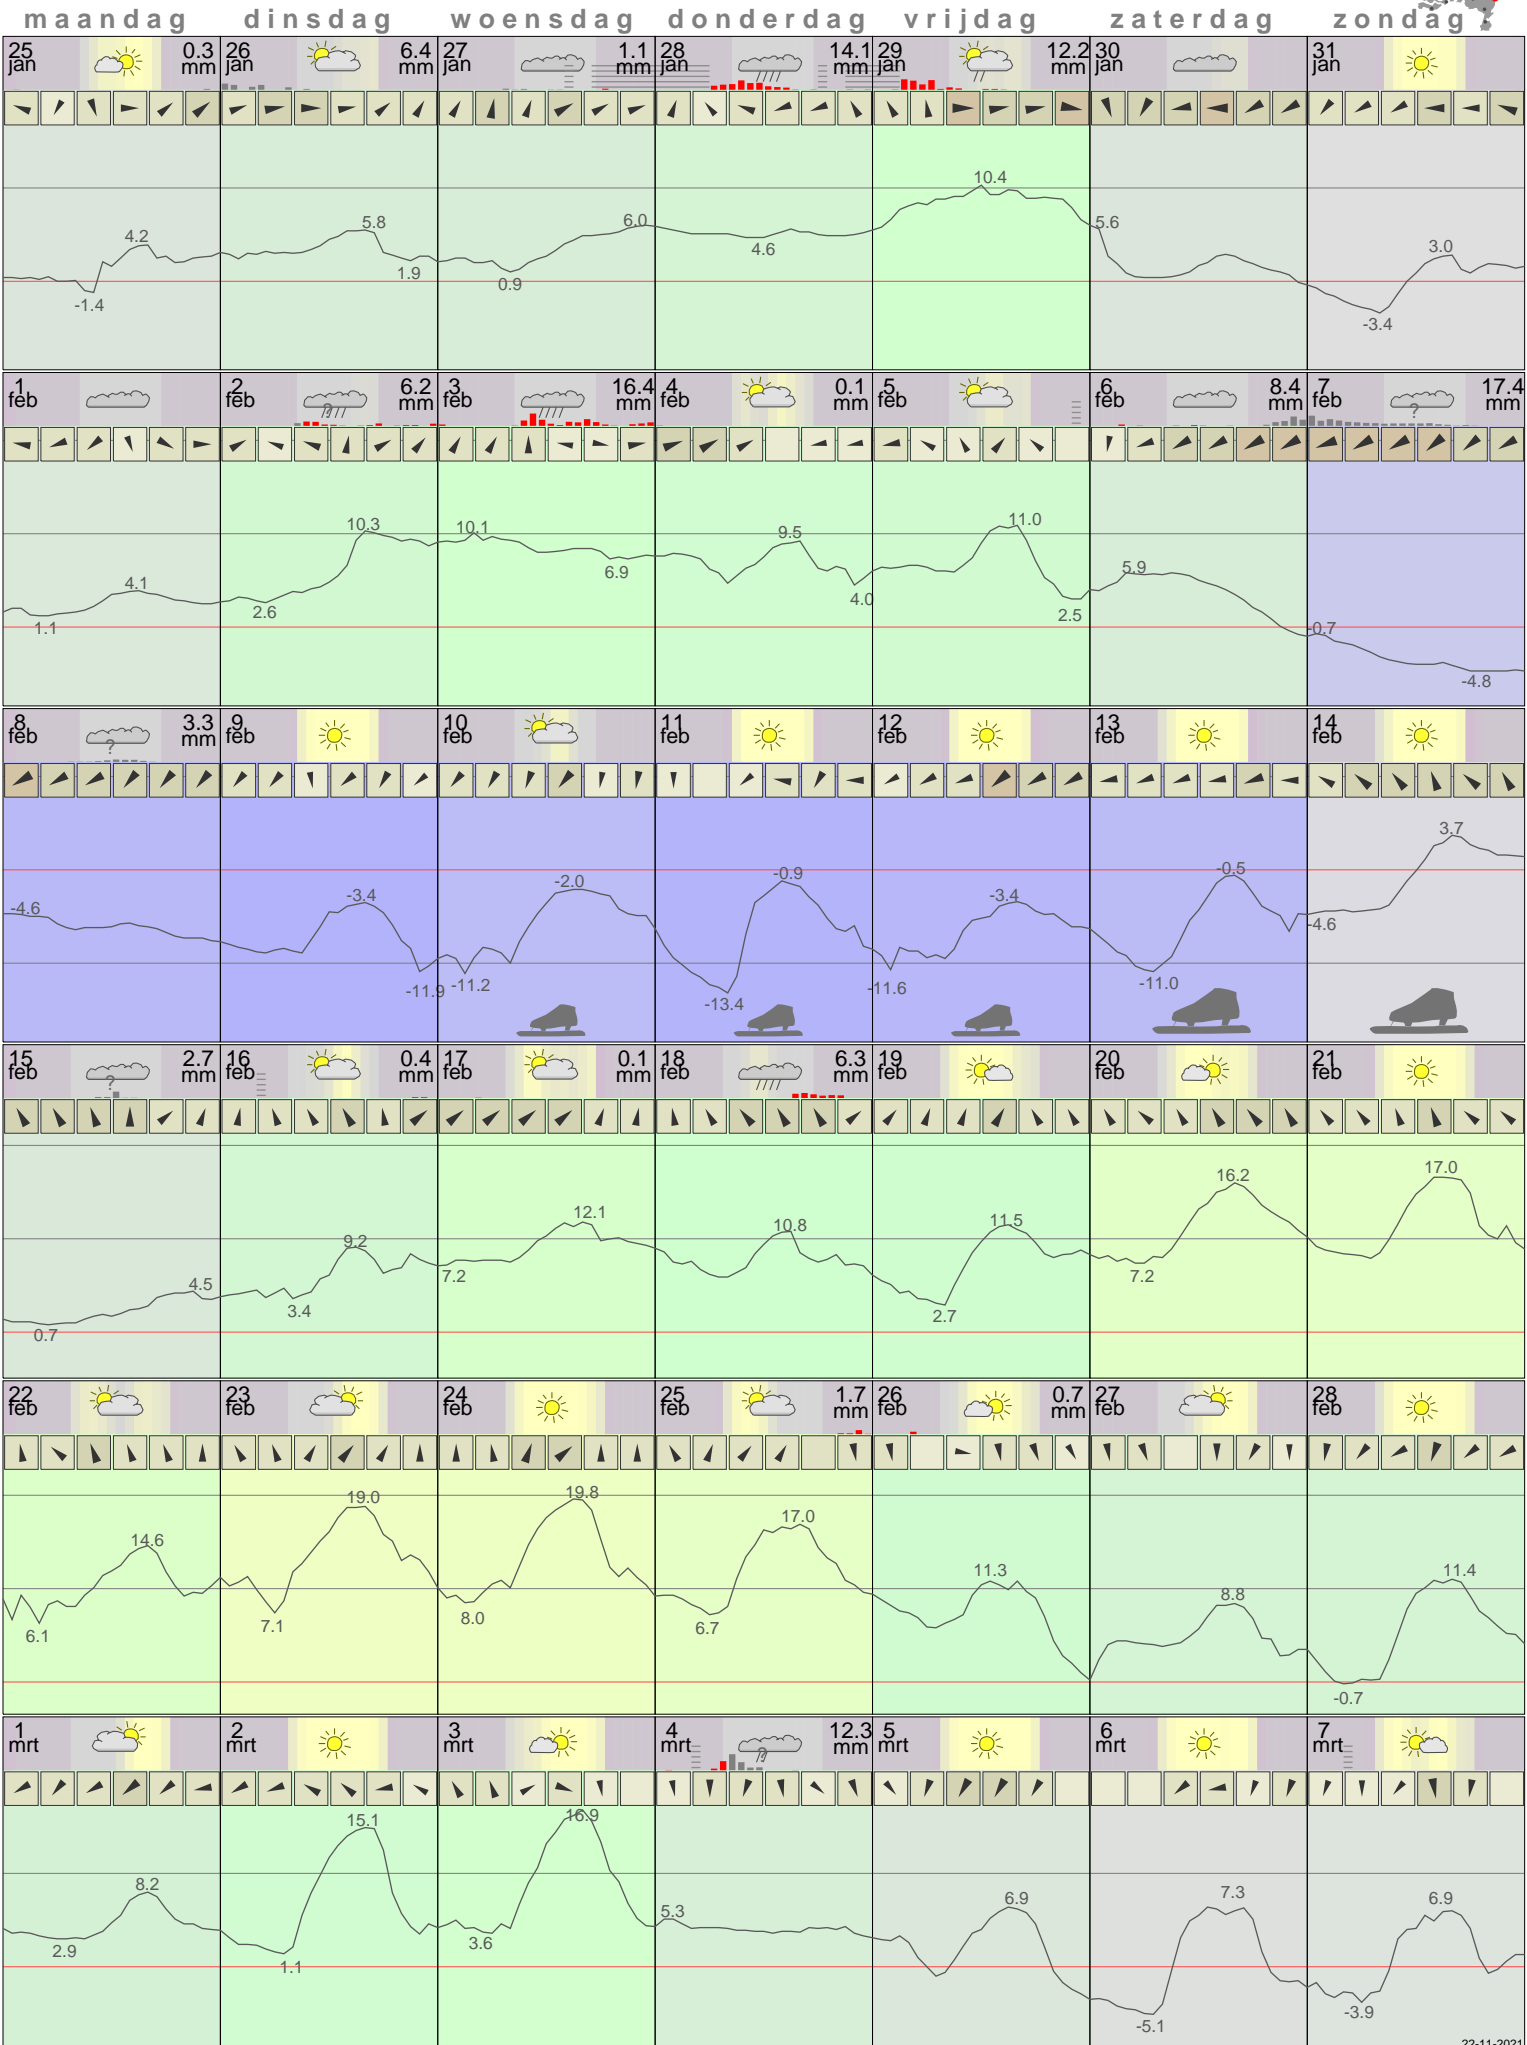 maandag dinsdag woensdag donderdag vrijdag zaterdag zondag
25 jan 0.3 mm 26 jan 6.4 mm 27 jan 1.1 mm 28 jan 14.1 mm 29 jan 12.2 mm 30 jan 31 jan
-1.4 4.2 5.8 1.9 0.9 6.0 4.6 10.4 5.6 -3.4 3.0
1 feb 2 feb ? 6.2 mm 3 feb 16.4 4 feb 0.1 mm 5 feb 6 feb 8.4 mm 7 feb ? 17.4 mm
1.1 4.1 2.6 10.3 10.1 6.9 9.5 4.0 11.0 2.5 5.9 -0.7 -4.8
8 feb ? 3.3 mm 9 feb 10 feb 11 feb 12 feb 13 feb 14 feb
-4.6 -3.4 -11.9 -11.2 -2.0 -13.4 -0.9 -11.6 -3.4 -11.0 -0.5 -4.6 3.7
15 feb ? 2.7 mm 16 feb 0.4 mm 17 feb 0.1 mm 18 feb 6.3 mm 19 feb 20 feb 21 feb
0.7 4.5 3.4 9.2 7.2 12.1 10.8 2.7 11.5 7.2 16.2 17.0
22 feb 23 feb 24 feb 25 feb 1.7 mm 26 feb 0.7 mm 27 feb 28 feb
6.1 14.6 7.1 19.0 8.0 19.8 6.7 17.0 11.3 8.8 -0.7 11.4
1 mrt 2 mrt 3 mrt 4 mrt ? 12.3 mm 5 mrt 6 mrt 7 mrt
2.9 8.2 1.1 15.1 3.6 16.9 5.3 6.9 -5.1 7.3 -3.9 6.9
22-11-2021